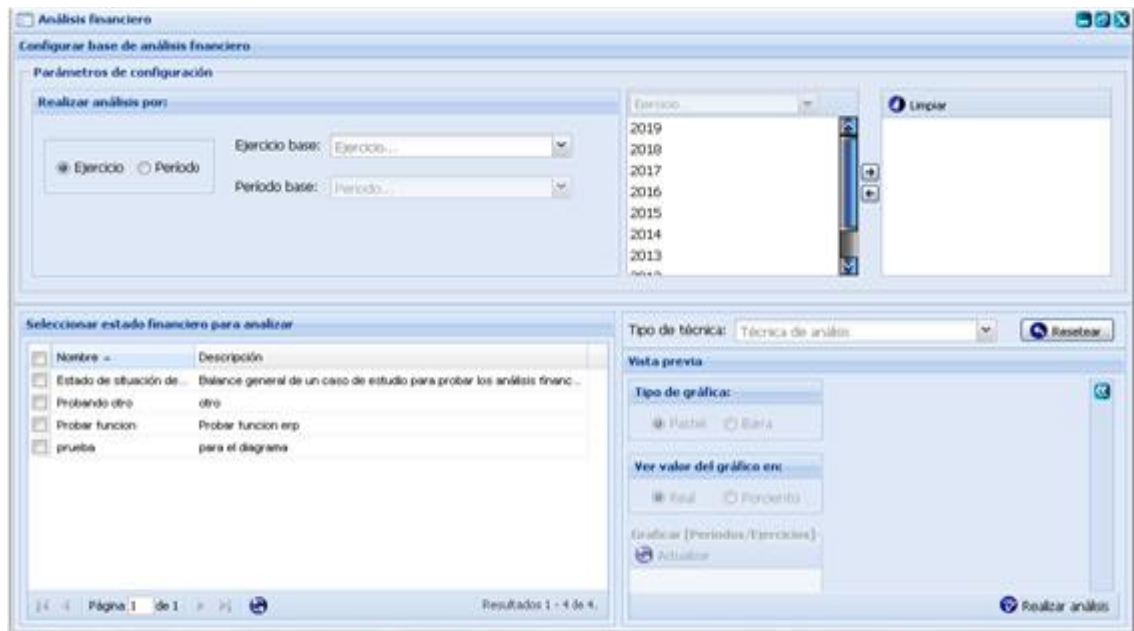 Análisis financiero
Configurar base de análisis fnanciero
Parámetros de configuración
Realizar análisis por:
Ejercicio
Periodo
Ejercicio base: Ejercicio...
Periodo base: Periodo...
Ejercicio...
2019
2018
2017
2016
2015
2014
2013
2012
Limpiar
Seleccionar estado financiero para analizar
Nombre
Descripción
Estado de situación de... Balance general de un caso de estudio para probar los análisis financ...
Probando otro otro
Probar funcion Probar funcion erp
prueba para el diagrama
Página 1 de 1
Resultados 1 - 4 de 4.
Tipo de técnica: Técnica de análisis
Resetear
Vista previa
Tipo de gráfica:
Pastel
Barra
Ver valor del gráfico en:
Real
Porciento
Graficar [Periodos/Ejercicios]
Actualizar
Realizar análisis